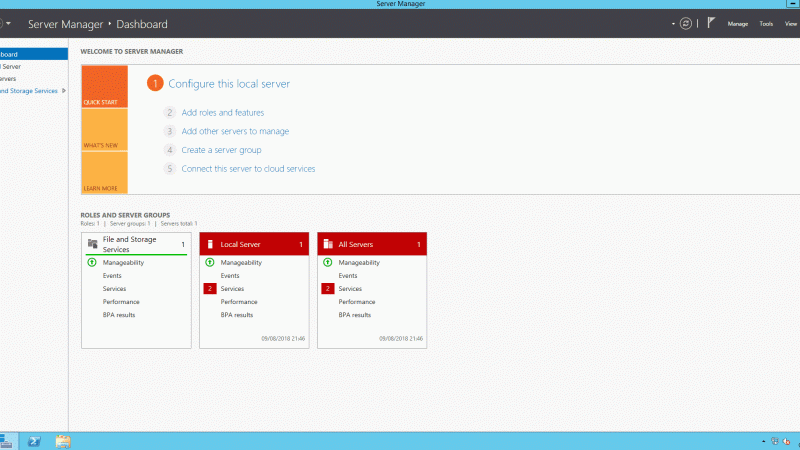 Server Manager
Server Manager • Dashboard
Manage Tools View
board
Server
ervers
nd Storage Services
WELCOME TO SERVER MANAGER
QUICK START
WHAT'S NEW
LEARN MORE
1 Configure this local server
2 Add roles and features
3 Add other servers to manage
4 Create a server group
5 Connect this server to cloud services
ROLES AND SERVER GROUPS
Roles: 1 | Server groups: 1 | Servers total: 1
File and Storage Services 1
Manageability
Events
Services
Performance
BPA results
Local Server 1
Manageability
Events
2 Services
Performance
BPA results
09/08/2018 21:46
All Servers 1
Manageability
Events
2 Services
Performance
BPA results
09/08/2018 21:46